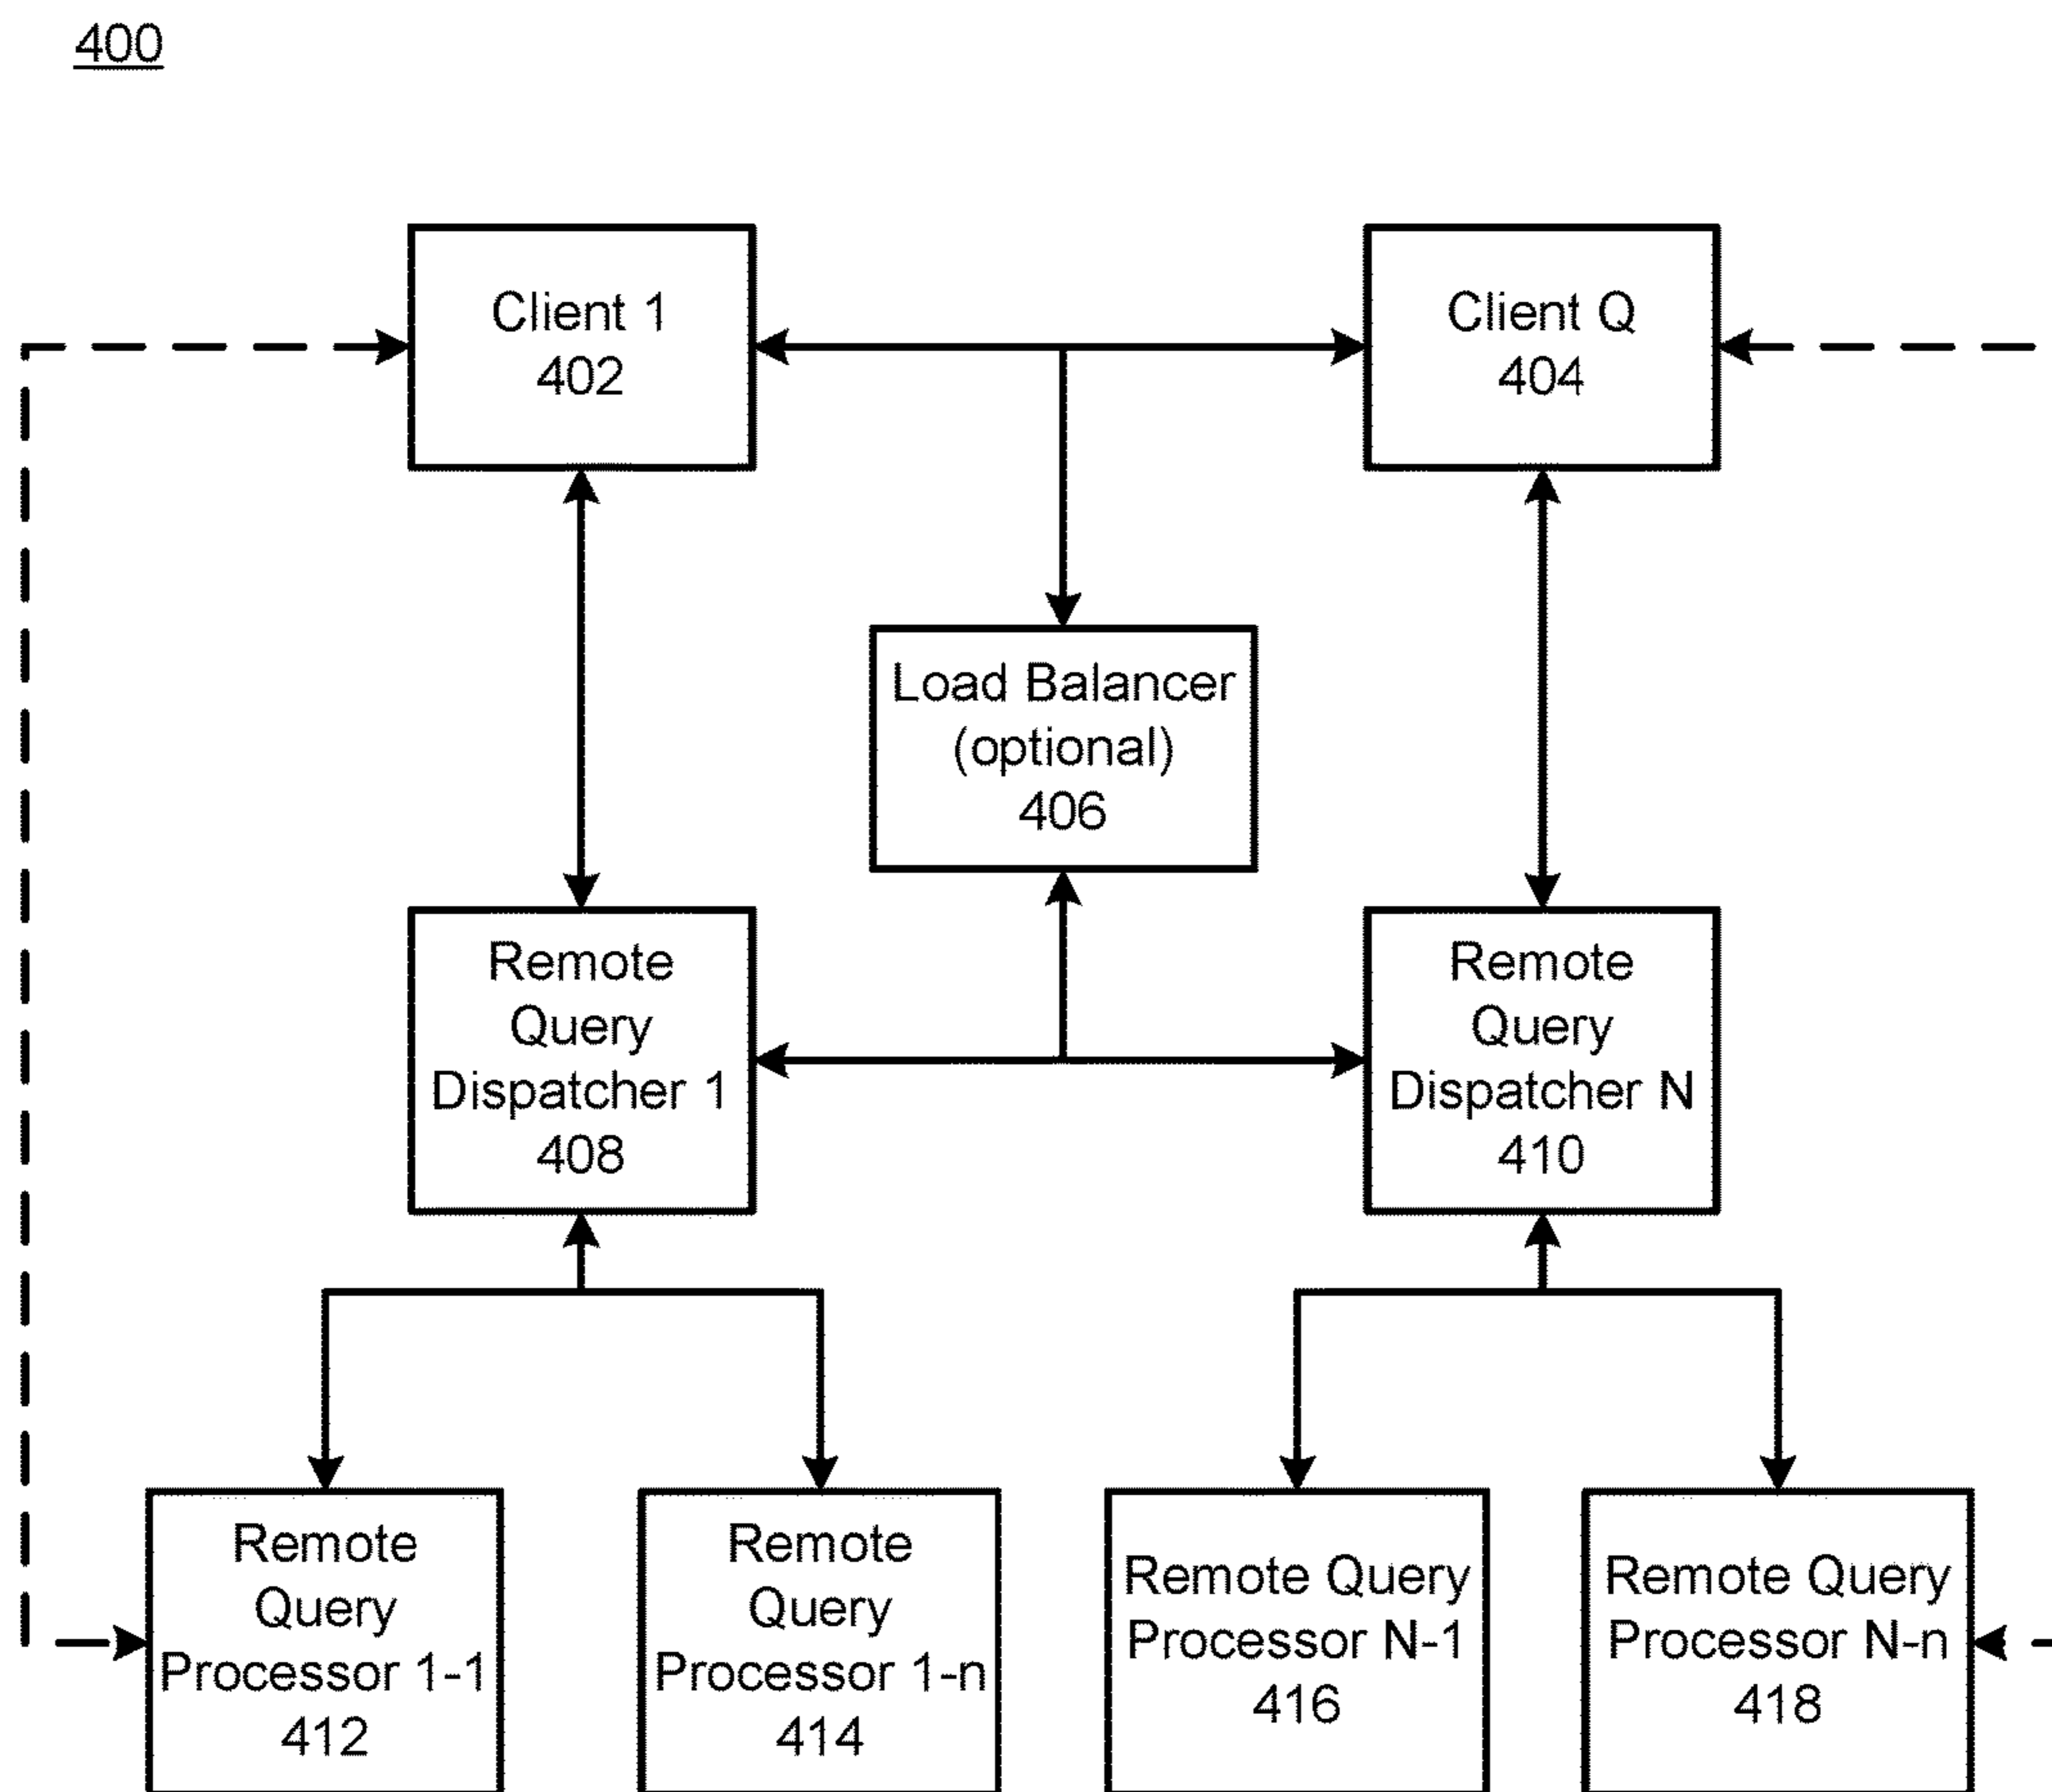 400
Client 1
402
Client Q
404
Load Balancer
(optional)
406
Remote
Query
Dispatcher 1
408
Remote
Query
Dispatcher N
410
Remote
Query
Processor 1-1
412
Remote
Query
Processor 1-n
414
Remote Query
Processor N-1
416
Remote Query
Processor N-n
418